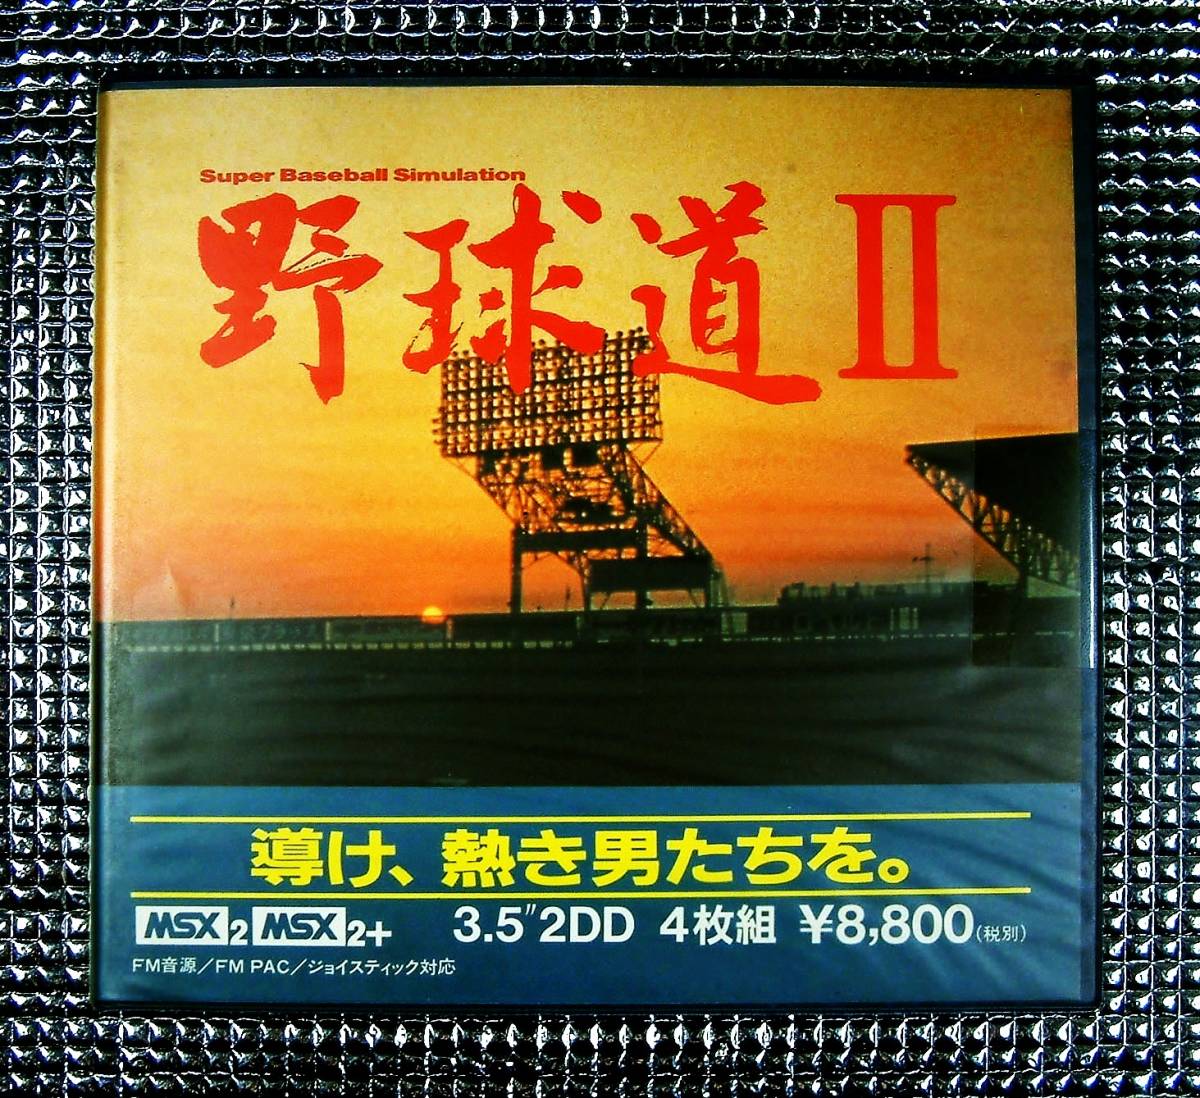 Super Baseball Simulation
野球道Ⅱ
導け、熱き男たちを。
MSX2 MSX2+ 3.5"2DD 4枚組 ¥8,800(税別)
FM音源/FM PAC/ジョイスティック対応